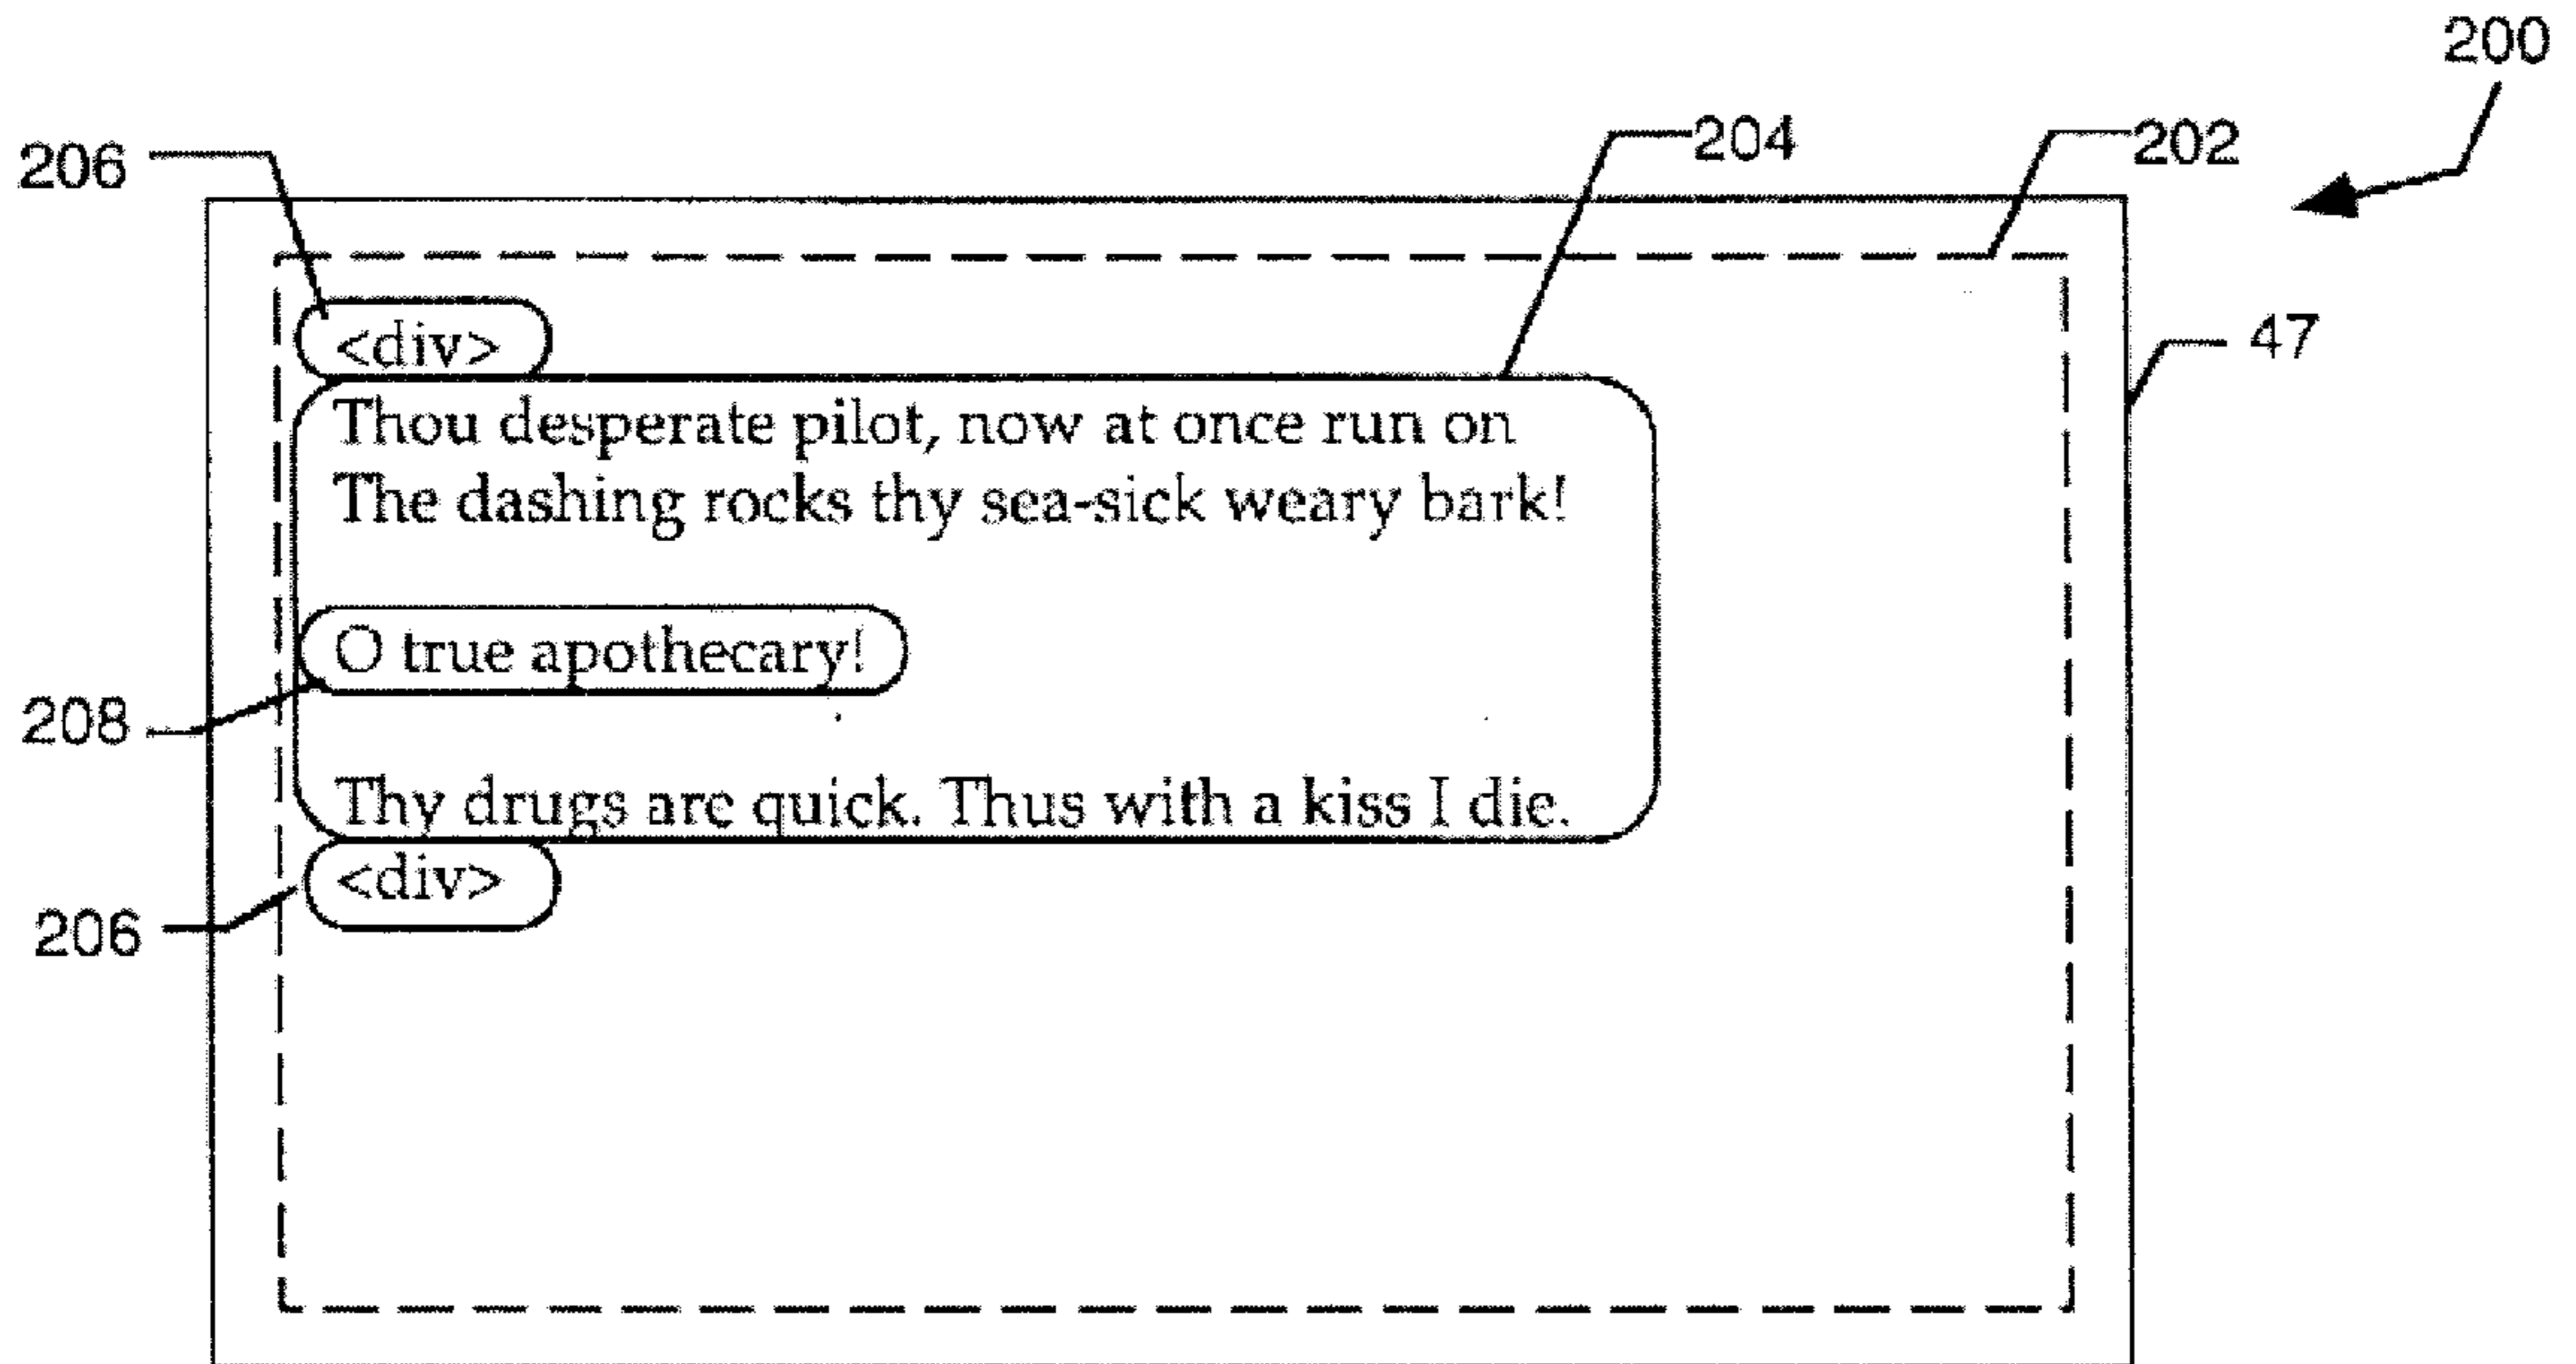 200
204
202
206
<div>
47
Thou desperate pilot, now at once run on
The dashing rocks thy sea-sick weary bark!
O true apothecary!
208
Thy drugs are quick. Thus with a kiss I die.
<div>
206